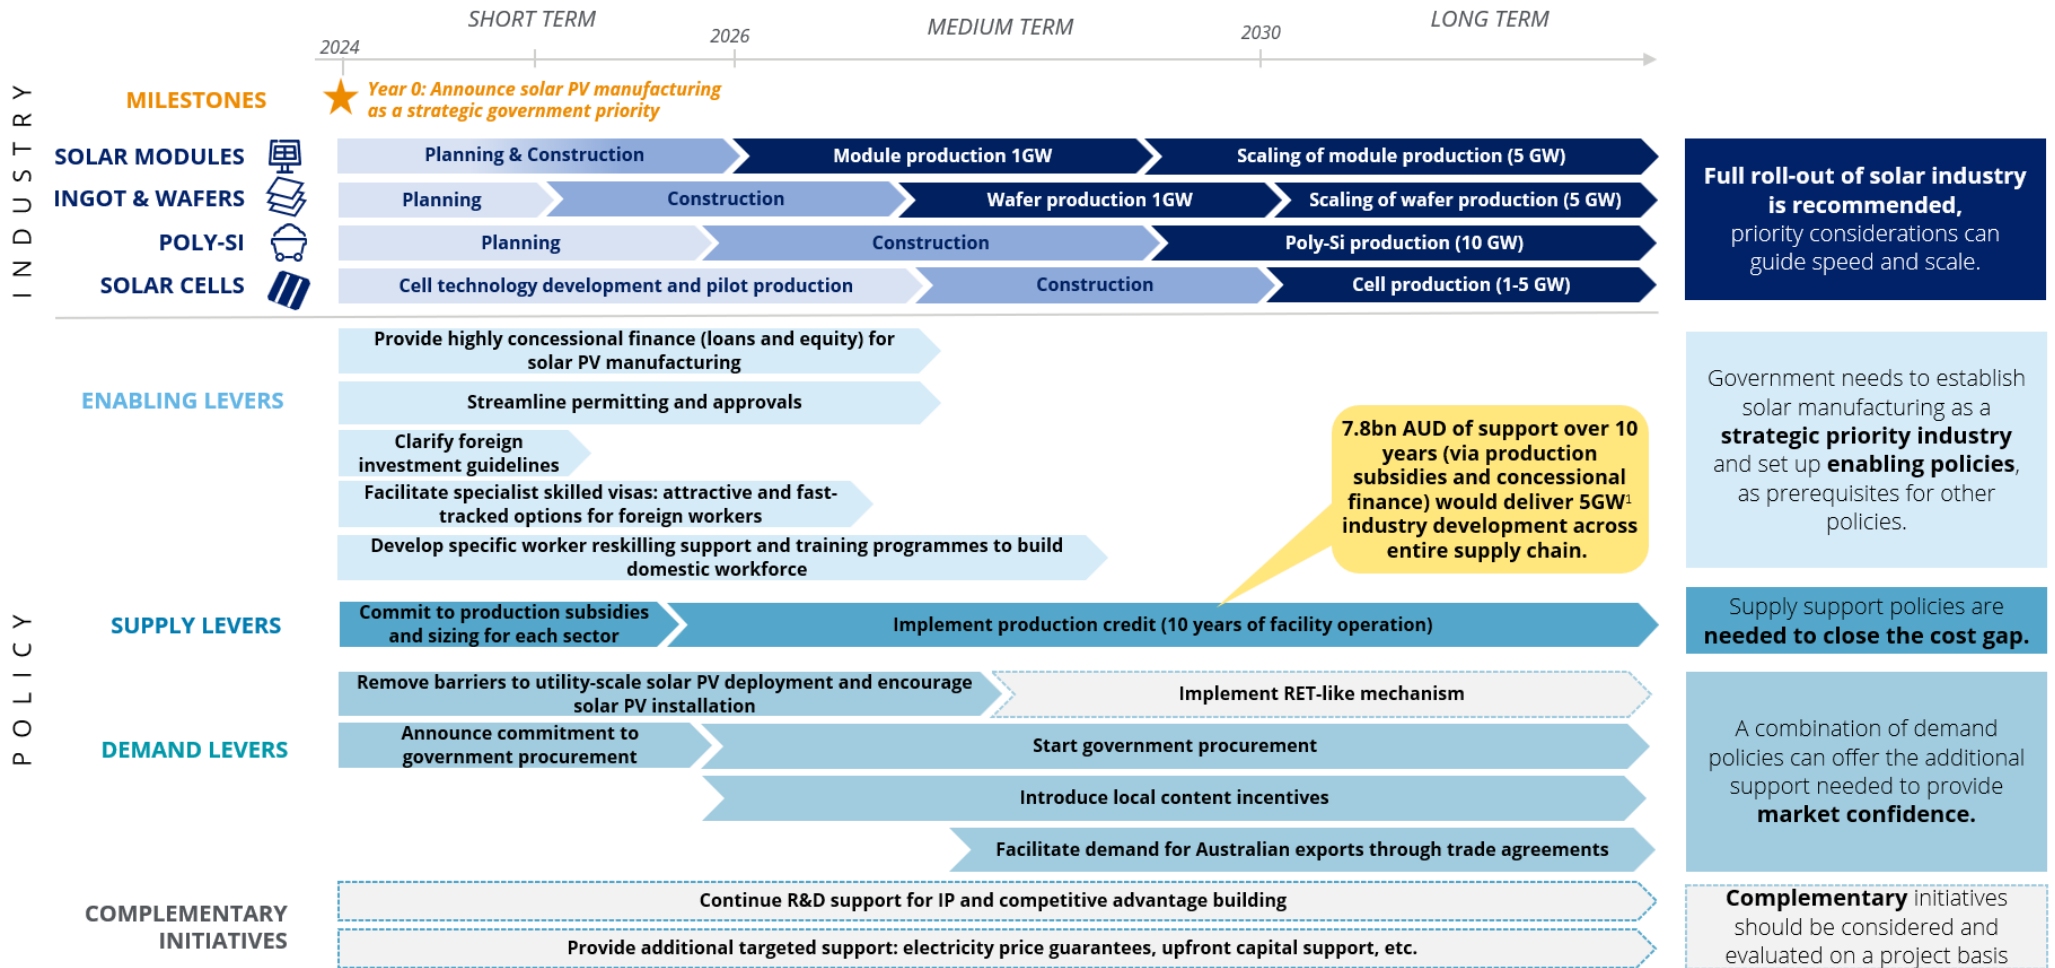 SHORT TERM
MEDIUM TERM
LONG TERM
2024
2026
2030
INDUSTRY
MILESTONES
Year 0: Announce solar PV manufacturing
as a strategic government priority
SOLAR MODULES
Planning & Construction
Module production 1GW
Scaling of module production (5 GW)
INGOT & WAFERS
Planning
Construction
Wafer production 1GW
Scaling of wafer production (5 GW)
POLY-SI
Planning
Construction
Poly-Si production (10 GW)
SOLAR CELLS
Cell technology development and pilot production
Construction
Cell production (1-5 GW)
Full roll-out of solar industry
is recommended,
priority considerations can
guide speed and scale.
POLICY
ENABLING LEVERS
Provide highly concessional finance (loans and equity) for
solar PV manufacturing
Streamline permitting and approvals
Clarify foreign
investment guidelines
Facilitate specialist skilled visas: attractive and fast-
tracked options for foreign workers
Develop specific worker reskilling support and training programmes to build
domestic workforce
7.8bn AUD of support over 10
years (via production
subsidies and concessional
finance) would deliver 5GW¹
industry development across
entire supply chain.
Government needs to establish
solar manufacturing as a
strategic priority industry
and set up enabling policies,
as prerequisites for other
policies.
SUPPLY LEVERS
Commit to production subsidies
and sizing for each sector
Implement production credit (10 years of facility operation)
Supply support policies are
needed to close the cost gap.
DEMAND LEVERS
Remove barriers to utility-scale solar PV deployment and encourage
solar PV installation
Implement RET-like mechanism
Announce commitment to
government procurement
Start government procurement
Introduce local content incentives
Facilitate demand for Australian exports through trade agreements
A combination of demand
policies can offer the additional
support needed to provide
market confidence.
COMPLEMENTARY
INITIATIVES
Continue R&D support for IP and competitive advantage building
Provide additional targeted support: electricity price guarantees, upfront capital support, etc.
Complementary initiatives
should be considered and
evaluated on a project basis